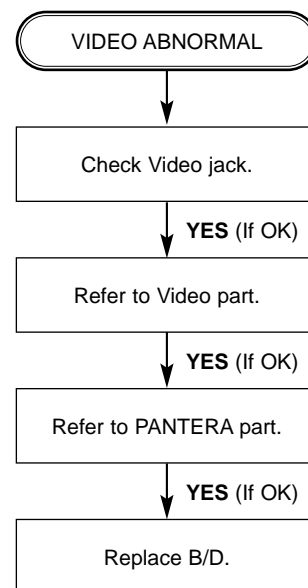 VIDEO ABNORMAL
Check Video jack.
YES (If OK)
Refer to Video part.
YES (If OK)
Refer to PANTERA part.
YES (If OK)
Replace B/D.